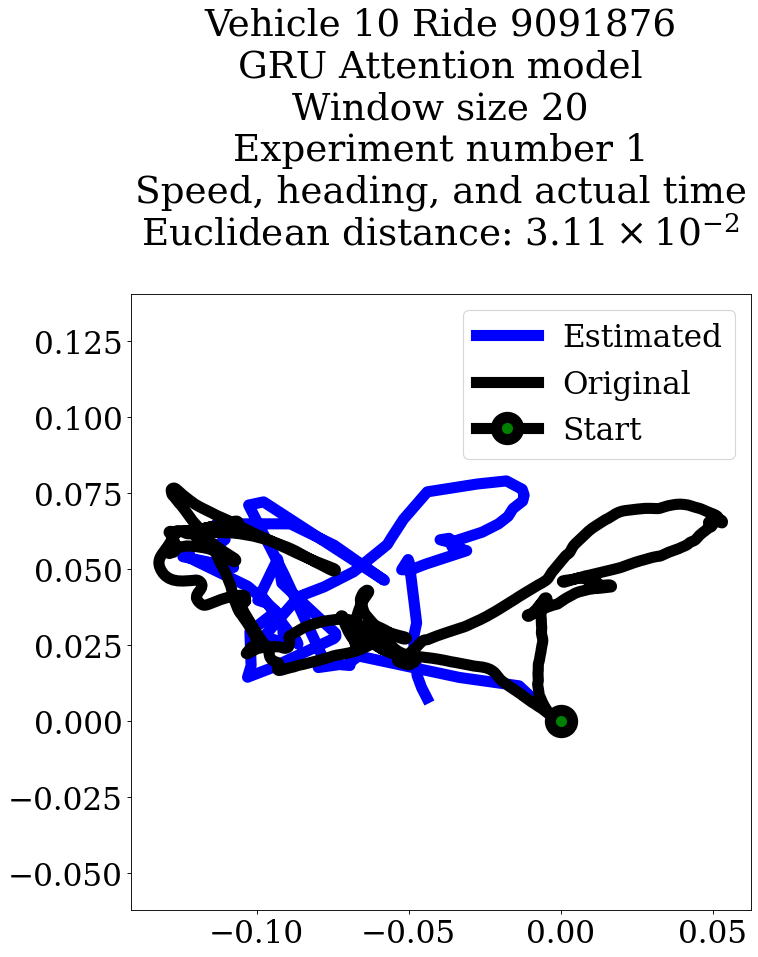 Vehicle 10 Ride 9091876
GRU Attention model
Window size 20
Experiment number 1
Speed, heading, and actual time
Euclidean distance: 3.11 × 10⁻²
Estimated
Original
Start
0.125
0.100
0.075
0.050
0.025
0.000
−0.025
−0.050
−0.10 −0.05 0.00 0.05